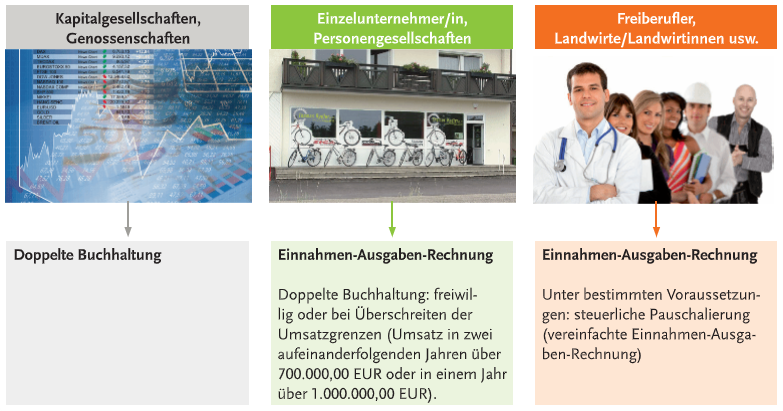 Kapitalgesellschaften,
Genossenschaften
Einzelunternehmer/in,
Personengesellschaften
Freiberufler,
Landwirte/Landwirtinnen usw.
Doppelte Buchhaltung
Einnahmen-Ausgaben-Rechnung
Doppelte Buchhaltung: freiwil-
lig oder bei Überschreiten der
Umsatzgrenzen (Umsatz in zwei
aufeinanderfolgenden Jahren über
700.000,00 EUR oder in einem Jahr
über 1.000.000,00 EUR).
Einnahmen-Ausgaben-Rechnung
Unter bestimmten Voraussetzun-
gen: steuerliche Pauschalierung
(vereinfachte Einnahmen-Ausga-
ben-Rechnung)